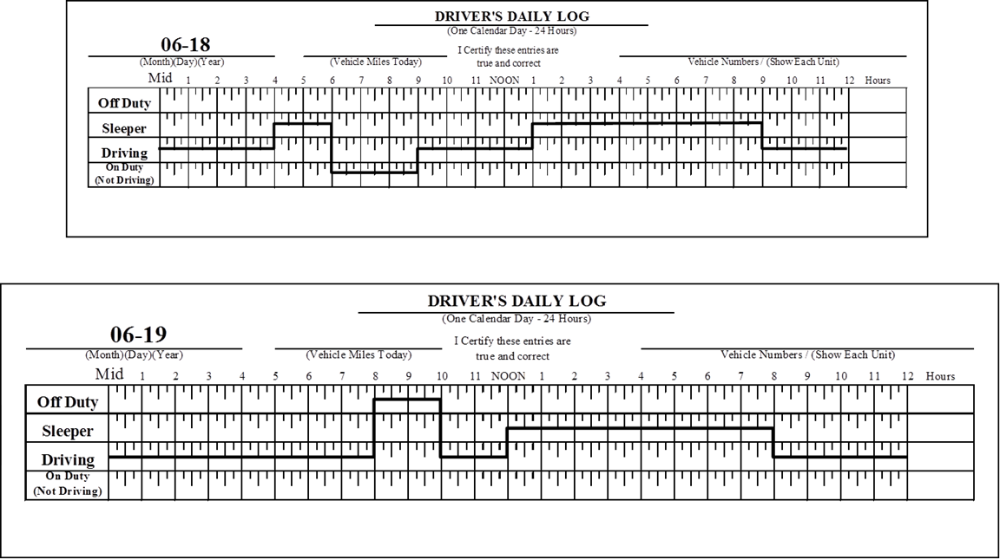 DRIVER'S DAILY LOG
(One Calendar Day - 24 Hours)
06-18
I Certify these entries are
(Month)(Day)(Year) (Vehicle Miles Today) true and correct Vehicle Numbers / (Show Each Unit)
Mid 1 2 3 4 5 6 7 8 9 10 11 NOON 1 2 3 4 5 6 7 8 9 10 11 12 Hours
Off Duty
Sleeper
Driving
On Duty
(Not Driving)
DRIVER'S DAILY LOG
(One Calendar Day - 24 Hours)
06-19
I Certify these entries are
(Month)(Day)(Year) (Vehicle Miles Today) true and correct Vehicle Numbers / (Show Each Unit)
Mid 1 2 3 4 5 6 7 8 9 10 11 NOON 1 2 3 4 5 6 7 8 9 10 11 12 Hours
Off Duty
Sleeper
Driving
On Duty
(Not Driving)